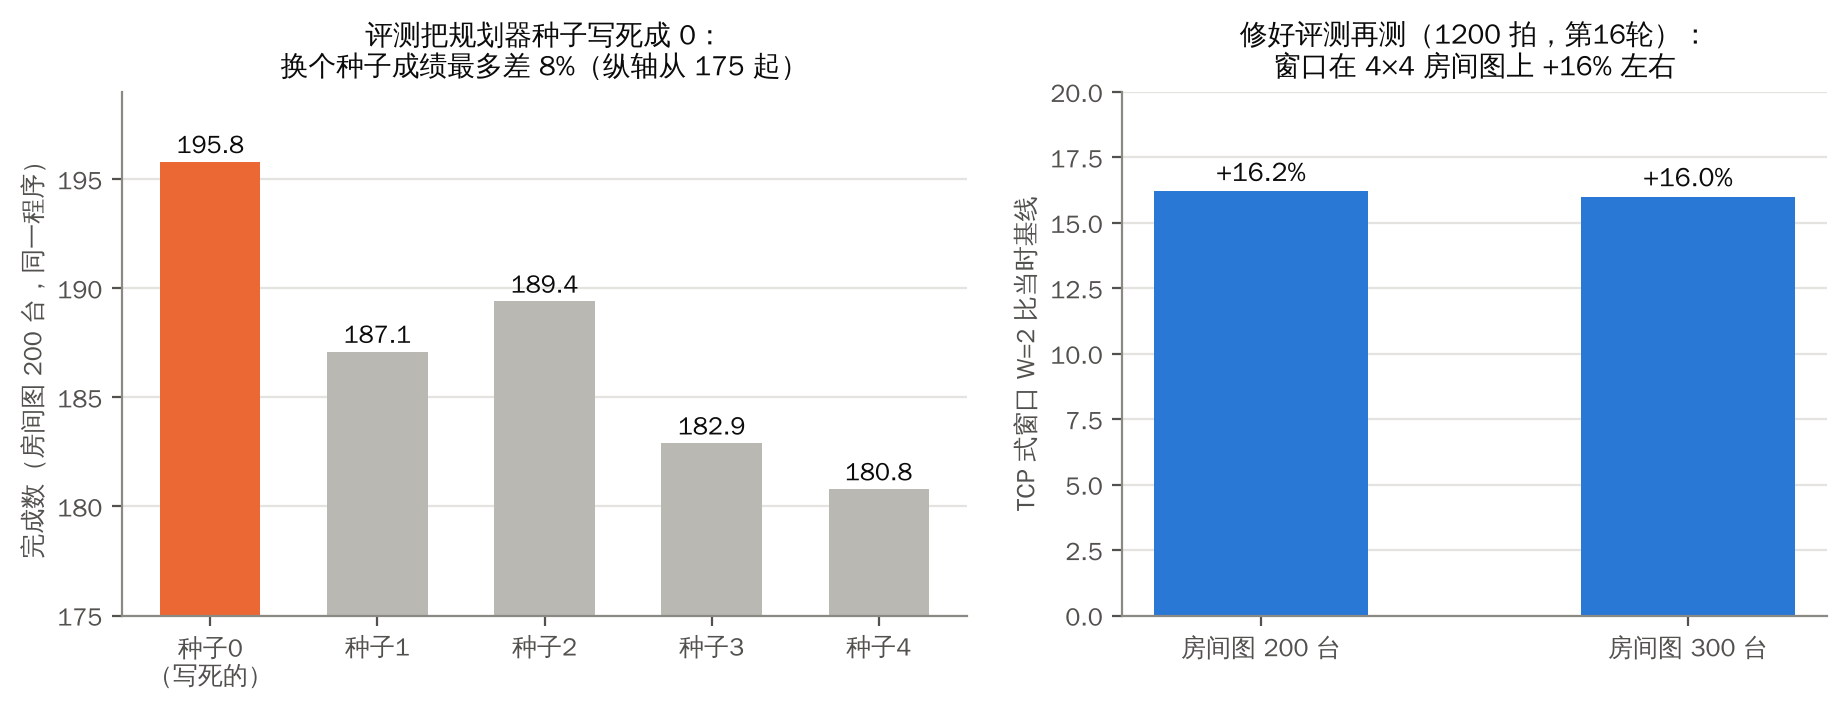 评测把规划器种子写死成 0：
换个种子成绩最多差 8%（纵轴从 175 起）
完成数（房间图 200 台，同一程序）
195
190
185
180
175
195.8
187.1
189.4
182.9
180.8
种子0
（写死的）
种子1
种子2
种子3
种子4
修好评测再测（1200 拍，第16轮）：
窗口在 4×4 房间图上 +16% 左右
TCP 式窗口 W=2 比当时基线
20.0
17.5
15.0
12.5
10.0
7.5
5.0
2.5
0.0
+16.2%
+16.0%
房间图 200 台
房间图 300 台